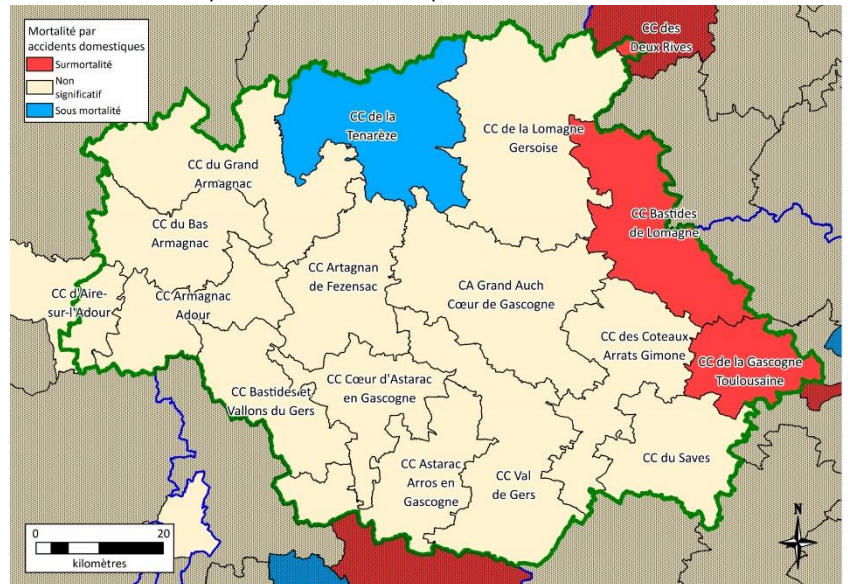 Mortalité par
accidents domestiques
Surmortalité
Non
significatif
Sous mortalité
CC des
Deux Rives
CC de la
Tenarèze
CC de la Lomagne
Gersoise
CC du Grand
Armagnac
CC Bastides
de Lomagne
CC du Bas
Armagnac
CC Artagnan
de Fezensac
CA Grand Auch
Cœur de Gascogne
CC d'Aire-
sur-l'Adour
CC Armagnac
Adour
CC des Coteaux
Arrats Gimone
CC de la Gascogne
Toulousaine
CC Bastides et
Vallons du Gers
CC Cœur d'Astarac
en Gascogne
CC du Saves
CC Astarac
Arros en
Gascogne
CC Val
de Gers
N
0
20
kilomètres